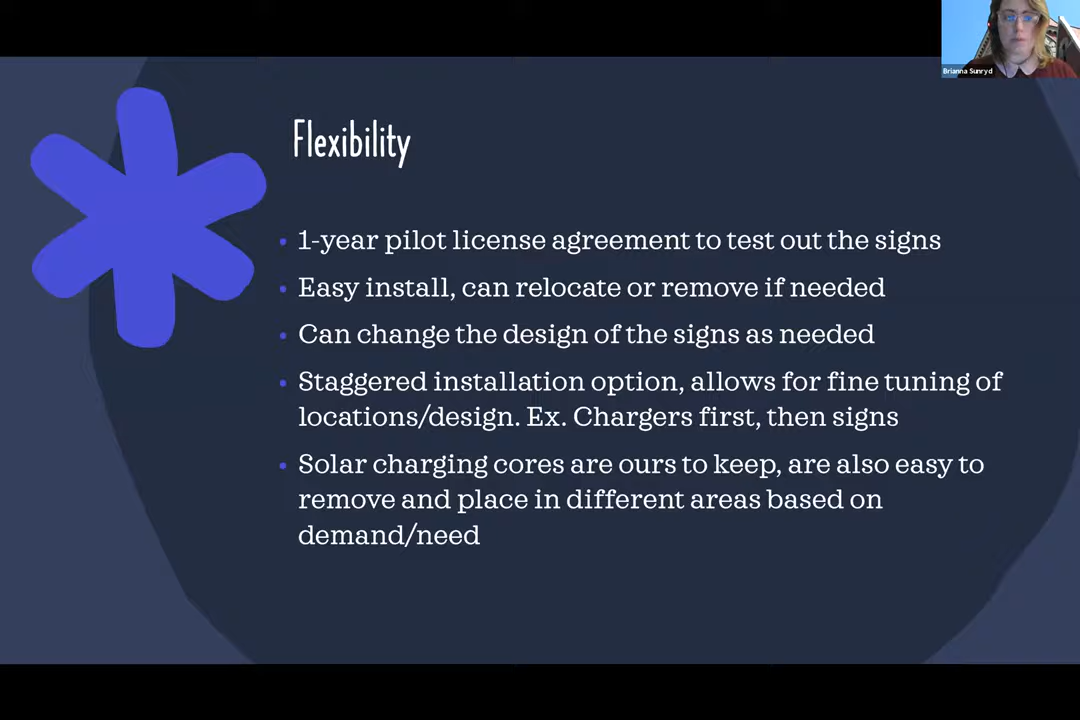 Brianna Sunryd
Flexibility
• 1-year pilot license agreement to test out the signs
• Easy install, can relocate or remove if needed
• Can change the design of the signs as needed
• Staggered installation option, allows for fine tuning of
locations/design. Ex. Chargers first, then signs
• Solar charging cores are ours to keep, are also easy to
remove and place in different areas based on
demand/need